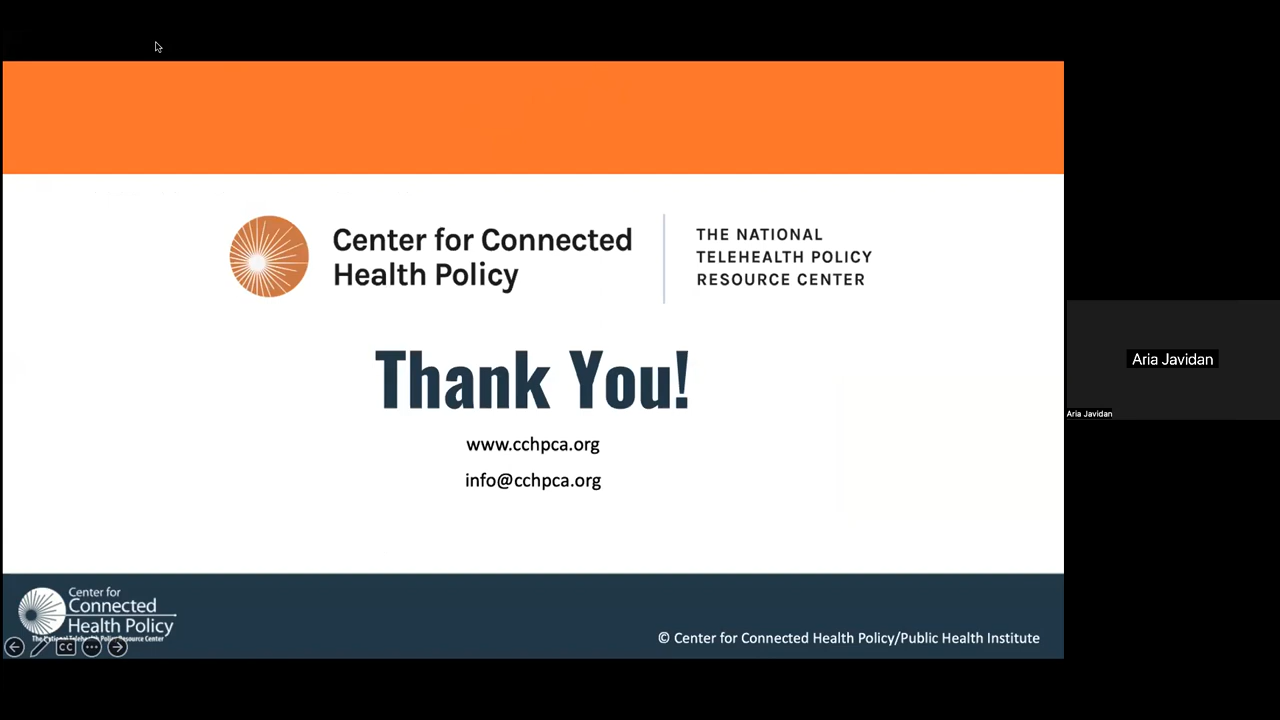 Center for Connected
Health Policy
THE NATIONAL
TELEHEALTH POLICY
RESOURCE CENTER
Thank You!
www.cchpca.org
info@cchpca.org
Center for
Connected
Health Policy
The National Telehealth Policy Resource Center
CC
© Center for Connected Health Policy/Public Health Institute
Aria Javidan
Aria Javidan